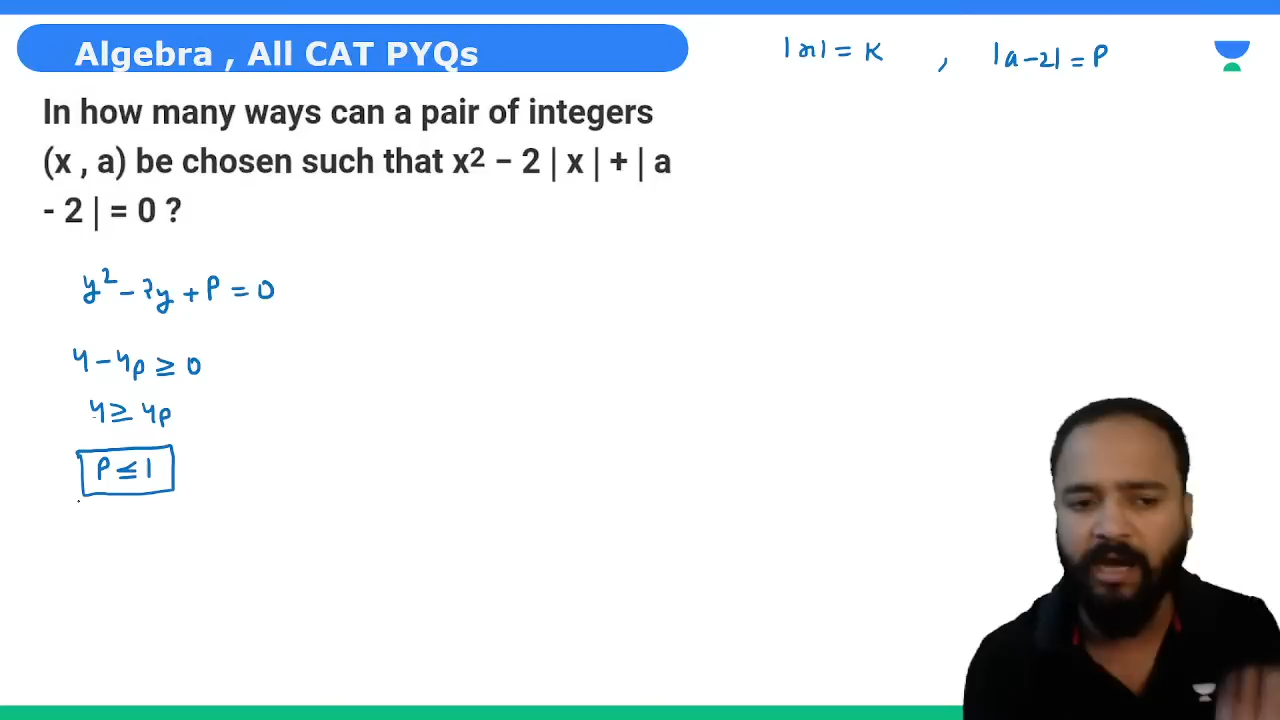 Algebra , All CAT PYQs
|x| = K , |a-2| = P
In how many ways can a pair of integers
(x , a) be chosen such that x² − 2 | x | + | a
- 2 | = 0 ?
y² - 2y + P = 0
4 - 4p ≥ 0
4 ≥ 4p
P ≤ 1